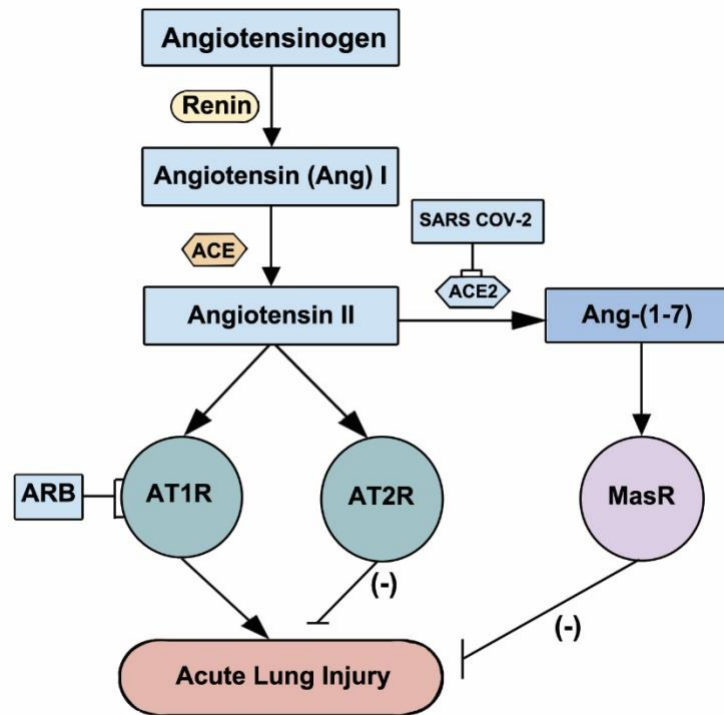 Angiotensinogen
Renin
Angiotensin (Ang) I
SARS COV-2
ACE
ACE2
Angiotensin II
Ang-(1-7)
ARB
AT1R
AT2R
MasR
(-)
(-)
Acute Lung Injury